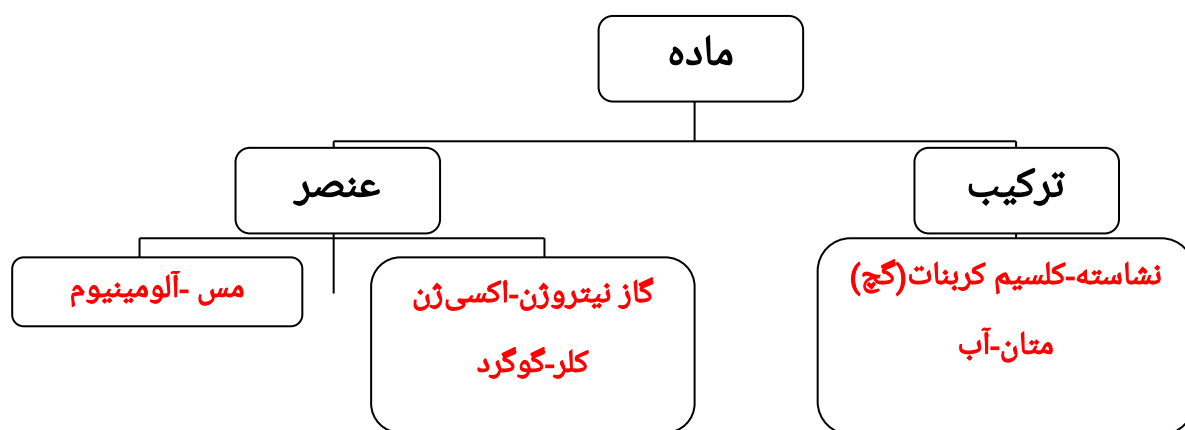 ماده
ترکیب
عنصر
نشاسته-کلسیم کربنات(گچ)
متان-آب
گاز نیتروژن-اکسی‌ژن
کلر-گوگرد
مس -آلومینیوم